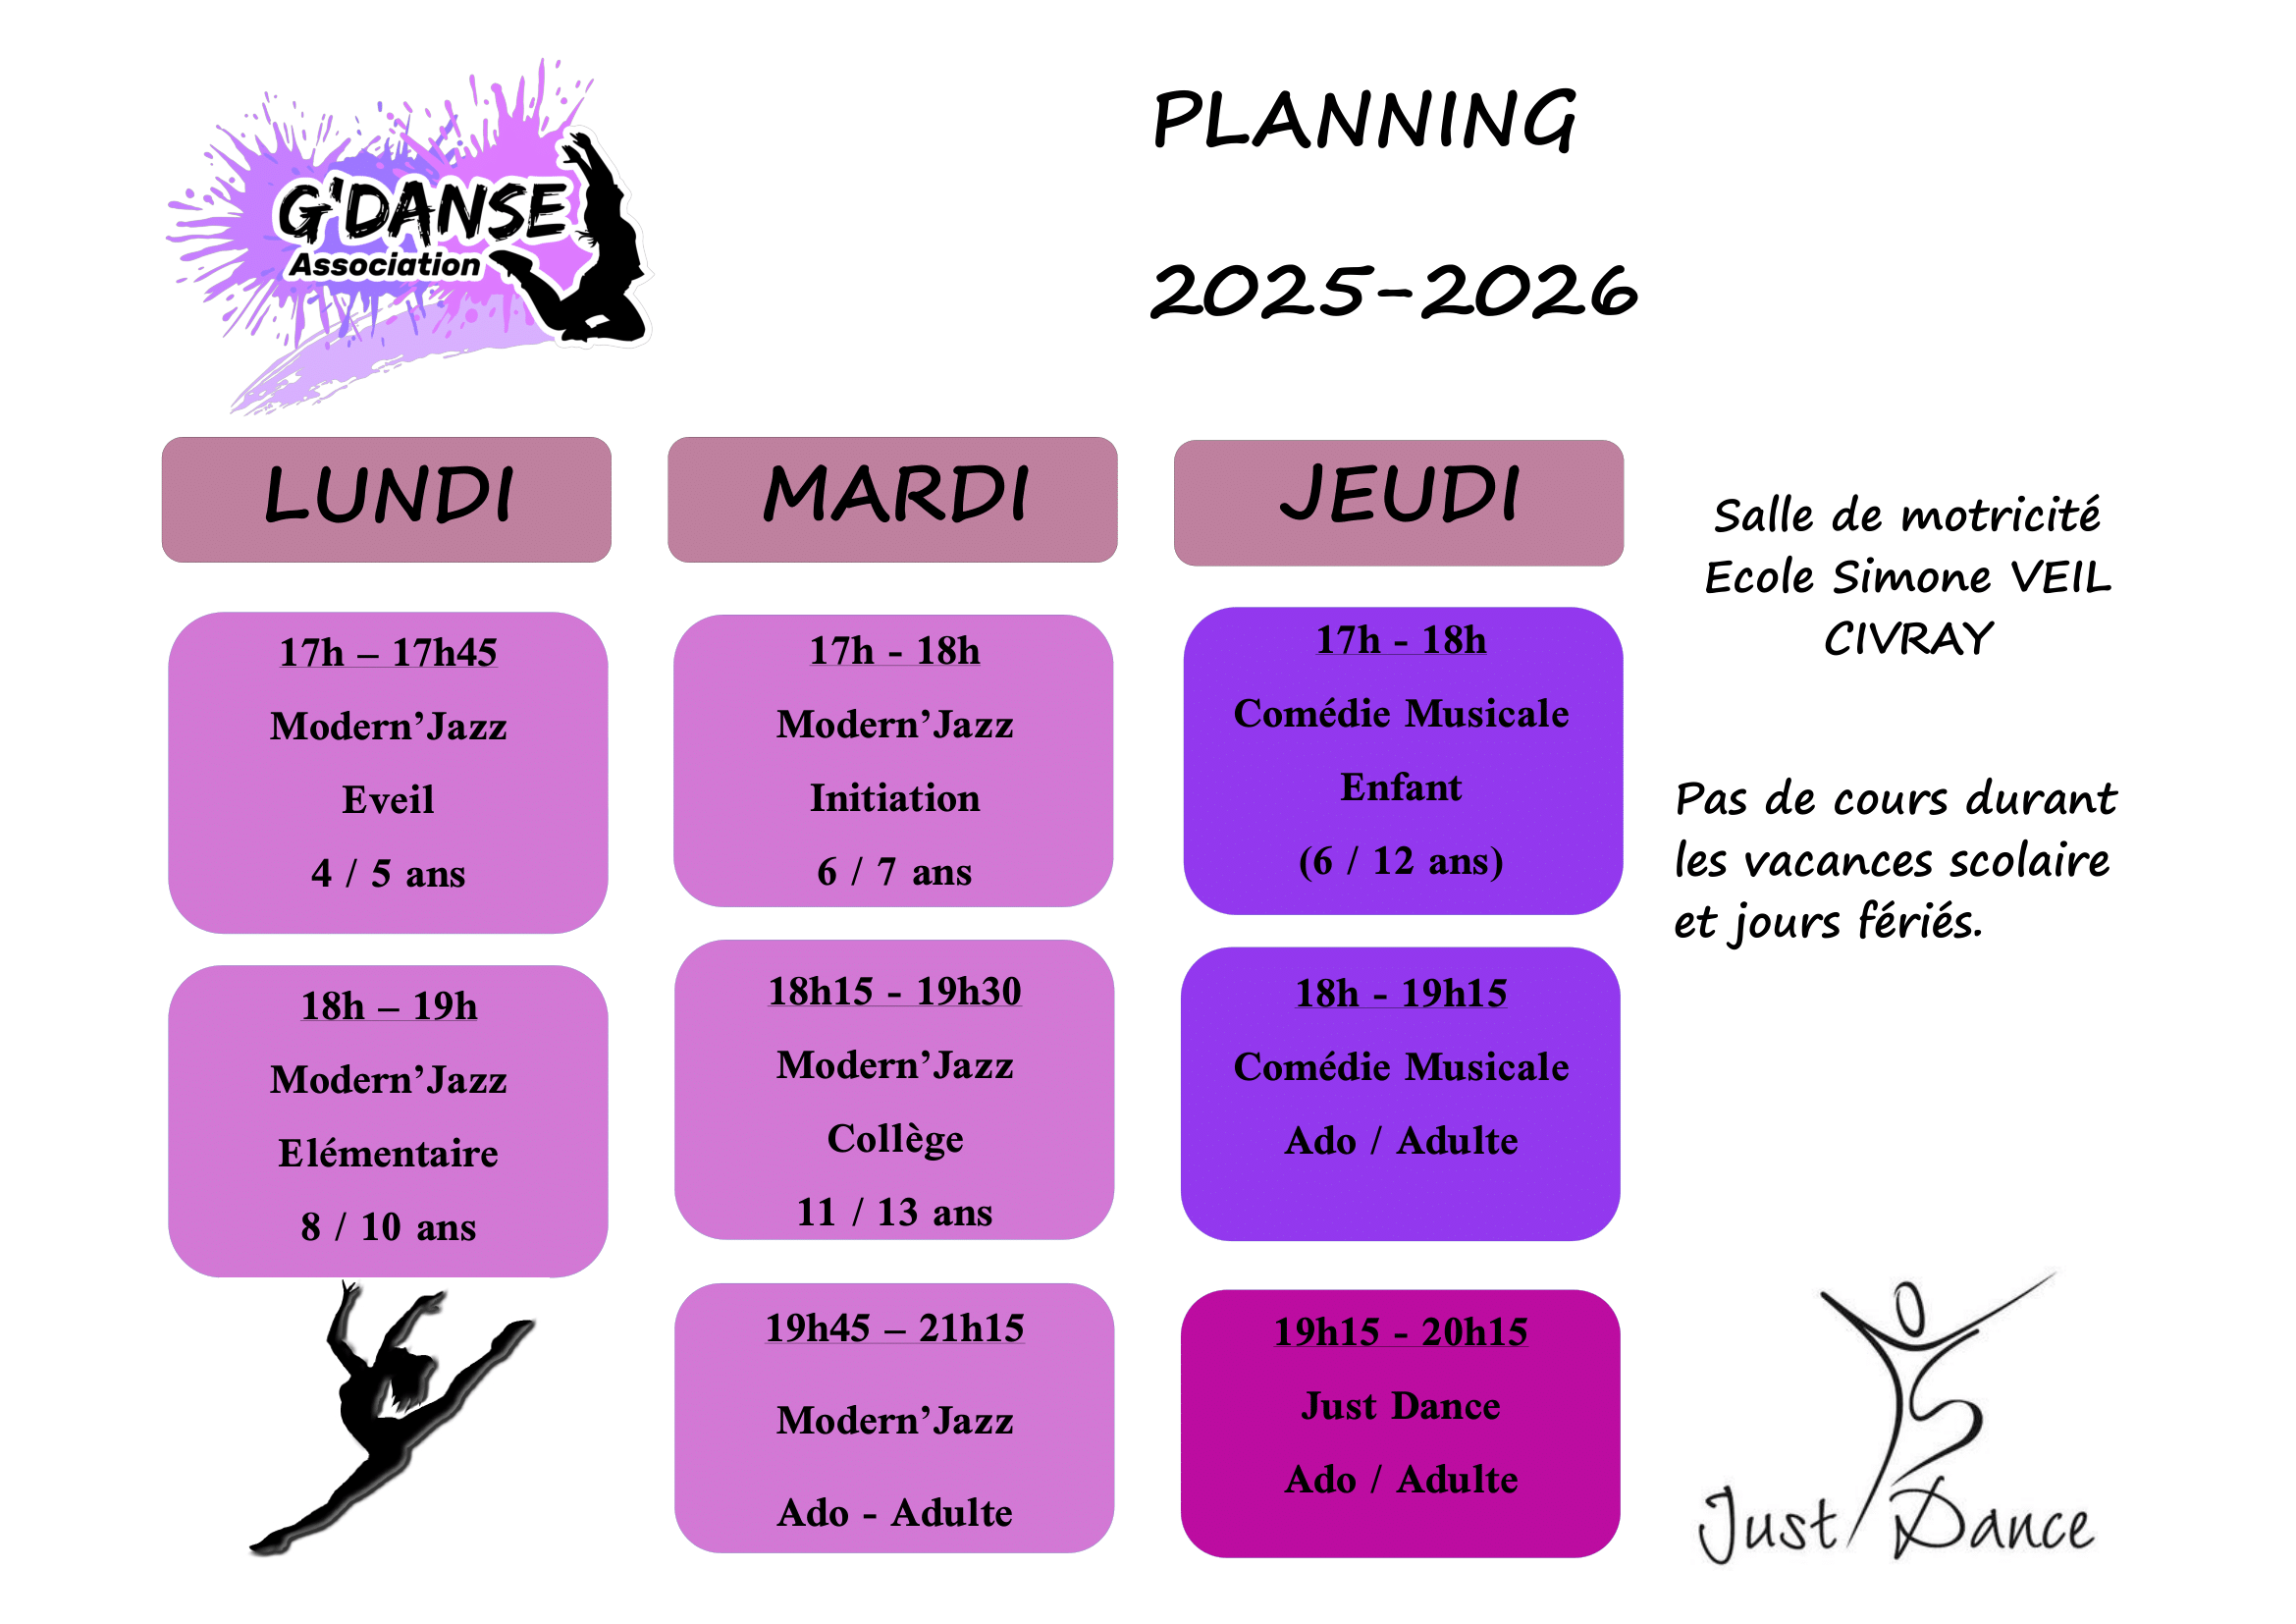 G'DANSE
Association
PLANNING
2025-2026
LUNDI
17h – 17h45
Modern’Jazz
Eveil
4 / 5 ans
18h – 19h
Modern’Jazz
Elémentaire
8 / 10 ans
MARDI
17h - 18h
Modern’Jazz
Initiation
6 / 7 ans
18h15 - 19h30
Modern’Jazz
Collège
11 / 13 ans
19h45 – 21h15
Modern’Jazz
Ado - Adulte
JEUDI
17h - 18h
Comédie Musicale
Enfant
(6 / 12 ans)
18h - 19h15
Comédie Musicale
Ado / Adulte
19h15 - 20h15
Just Dance
Ado / Adulte
Salle de motricité
Ecole Simone VEIL
CIVRAY
Pas de cours durant
les vacances scolaire
et jours fériés.
Just Dance